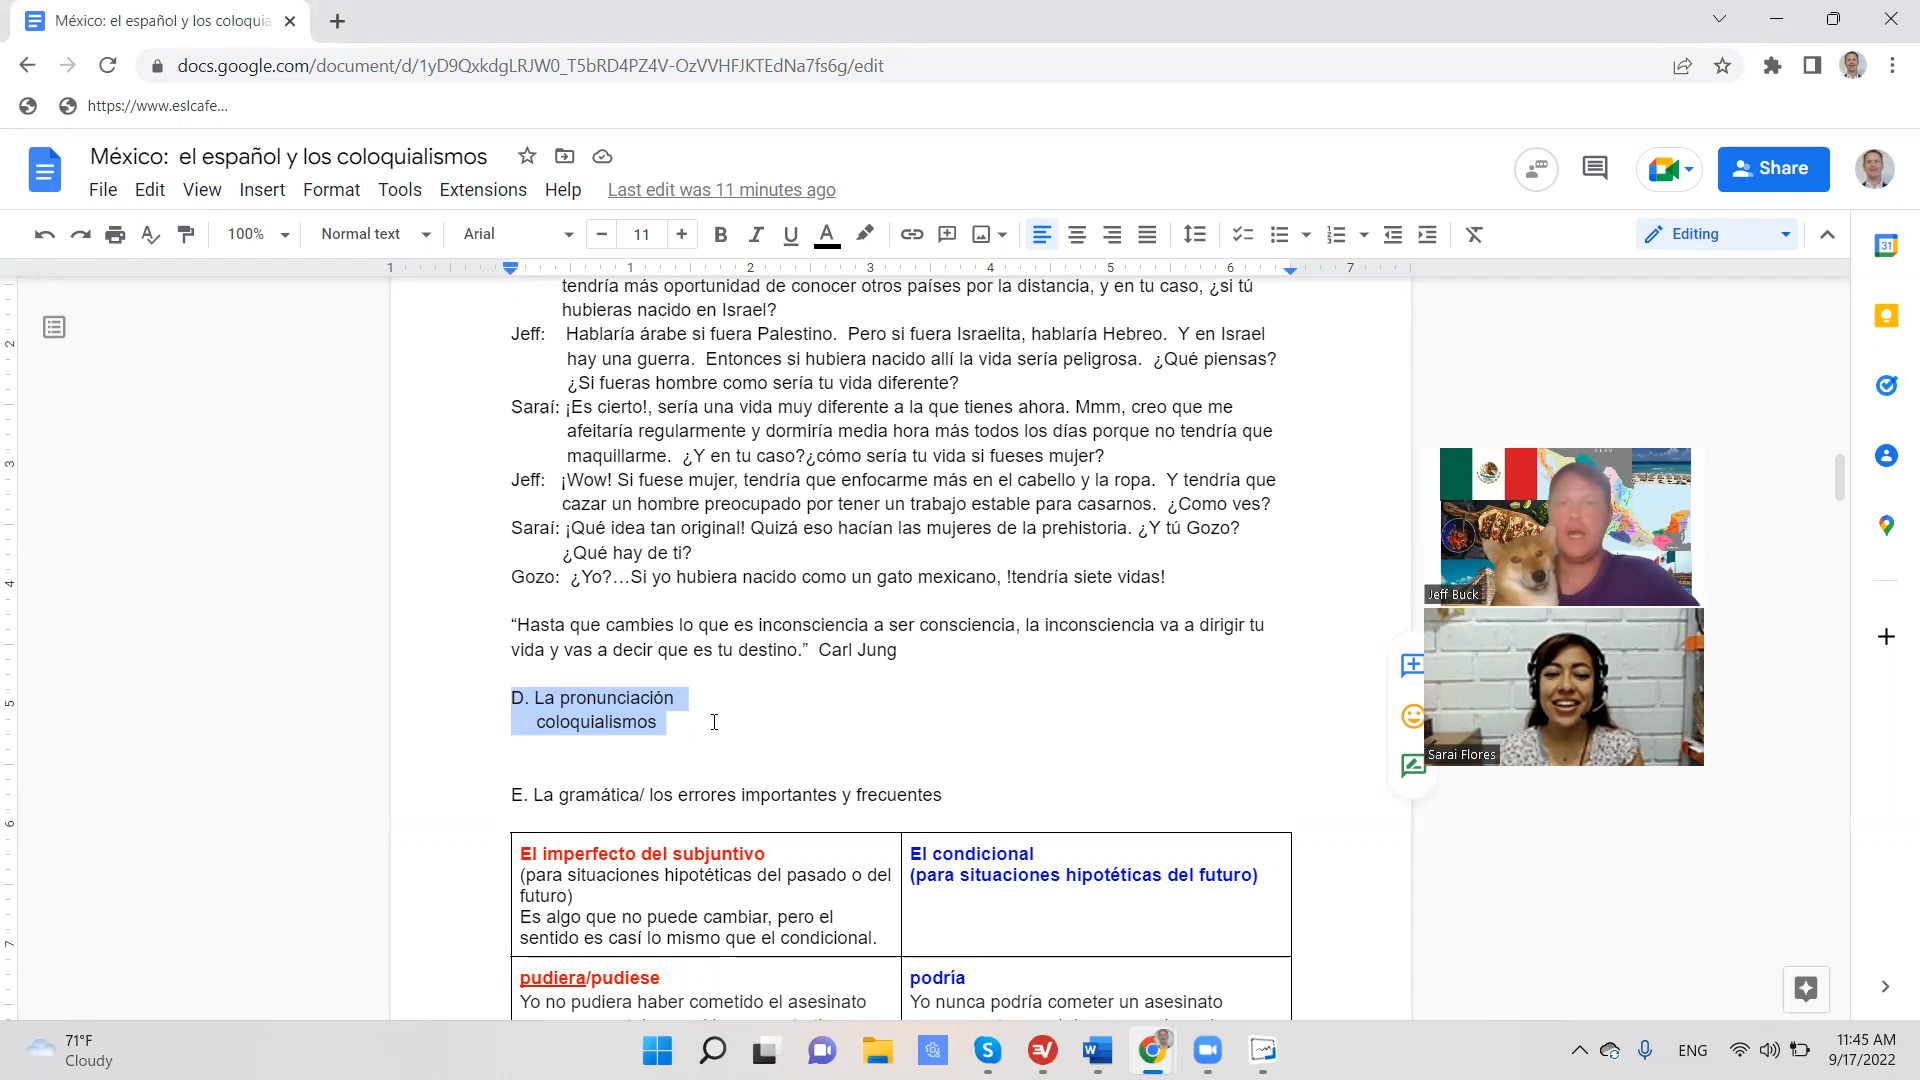 México: el español y los coloquia
docs.google.com/document/d/1yD9QxkdgLRJW0_T5bRD4PZ4V-OzVVHFJKTEdNa7fs6g/edit
https://www.eslcafe...
México: el español y los coloquialismos
File Edit View Insert Format Tools Extensions Help Last edit was 11 minutes ago
Share
100% Normal text Arial 11 Editing
1 1 2 3 4 5 6 7
tendría más oportunidad de conocer otros países por la distancia, y en tu caso, ¿si tú
hubieras nacido en Israel?
Jeff: Hablaría árabe si fuera Palestino. Pero si fuera Israelita, hablaría Hebreo. Y en Israel
hay una guerra. Entonces si hubiera nacido allí la vida sería peligrosa. ¿Qué piensas?
¿Si fueras hombre como sería tu vida diferente?
Saraí: ¡Es cierto!, sería una vida muy diferente a la que tienes ahora. Mmm, creo que me
afeitaría regularmente y dormiría media hora más todos los días porque no tendría que
maquillarme. ¿Y en tu caso?¿cómo sería tu vida si fueses mujer?
Jeff: ¡Wow! Si fuese mujer, tendría que enfocarme más en el cabello y la ropa. Y tendría que
cazar un hombre preocupado por tener un trabajo estable para casarnos. ¿Como ves?
Saraí: ¡Qué idea tan original! Quizá eso hacían las mujeres de la prehistoria. ¿Y tú Gozo?
¿Qué hay de ti?
Gozo: ¿Yo?…Si yo hubiera nacido como un gato mexicano, !tendría siete vidas!
“Hasta que cambies lo que es inconsciencia a ser consciencia, la inconsciencia va a dirigir tu
vida y vas a decir que es tu destino.” Carl Jung
D. La pronunciación
coloquialismos
E. La gramática/ los errores importantes y frecuentes
El imperfecto del subjuntivo
(para situaciones hipotéticas del pasado o del
futuro)
Es algo que no puede cambiar, pero el
sentido es casí lo mismo que el condicional.
El condicional
(para situaciones hipotéticas del futuro)
pudiera/pudiese
Yo no pudiera haber cometido el asesinato
podría
Yo nunca podría cometer un asesinato
Jeff Buck
Sarai Flores
2
3
4
5
6
7
31
71°F
Cloudy
ENG
11:45 AM
9/17/2022